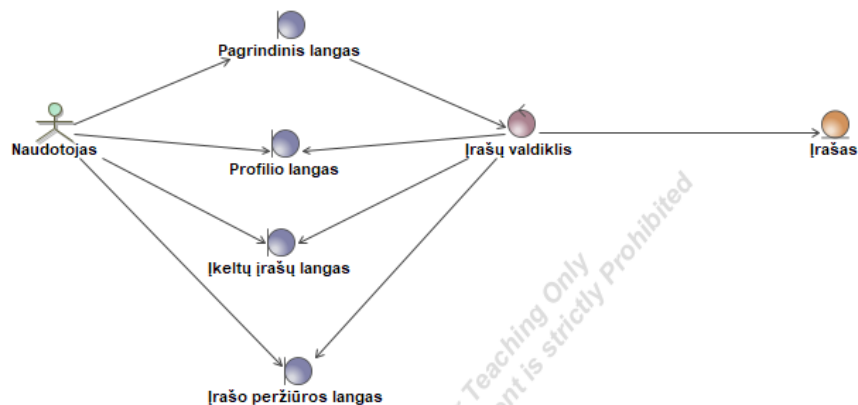 Pagrindinis langas
Naudotojas
Profilio langas
Įrašų valdiklis
Įrašas
Įkeltų įrašų langas
Įrašo peržiūros langas
Teaching Only
is strictly Prohibited